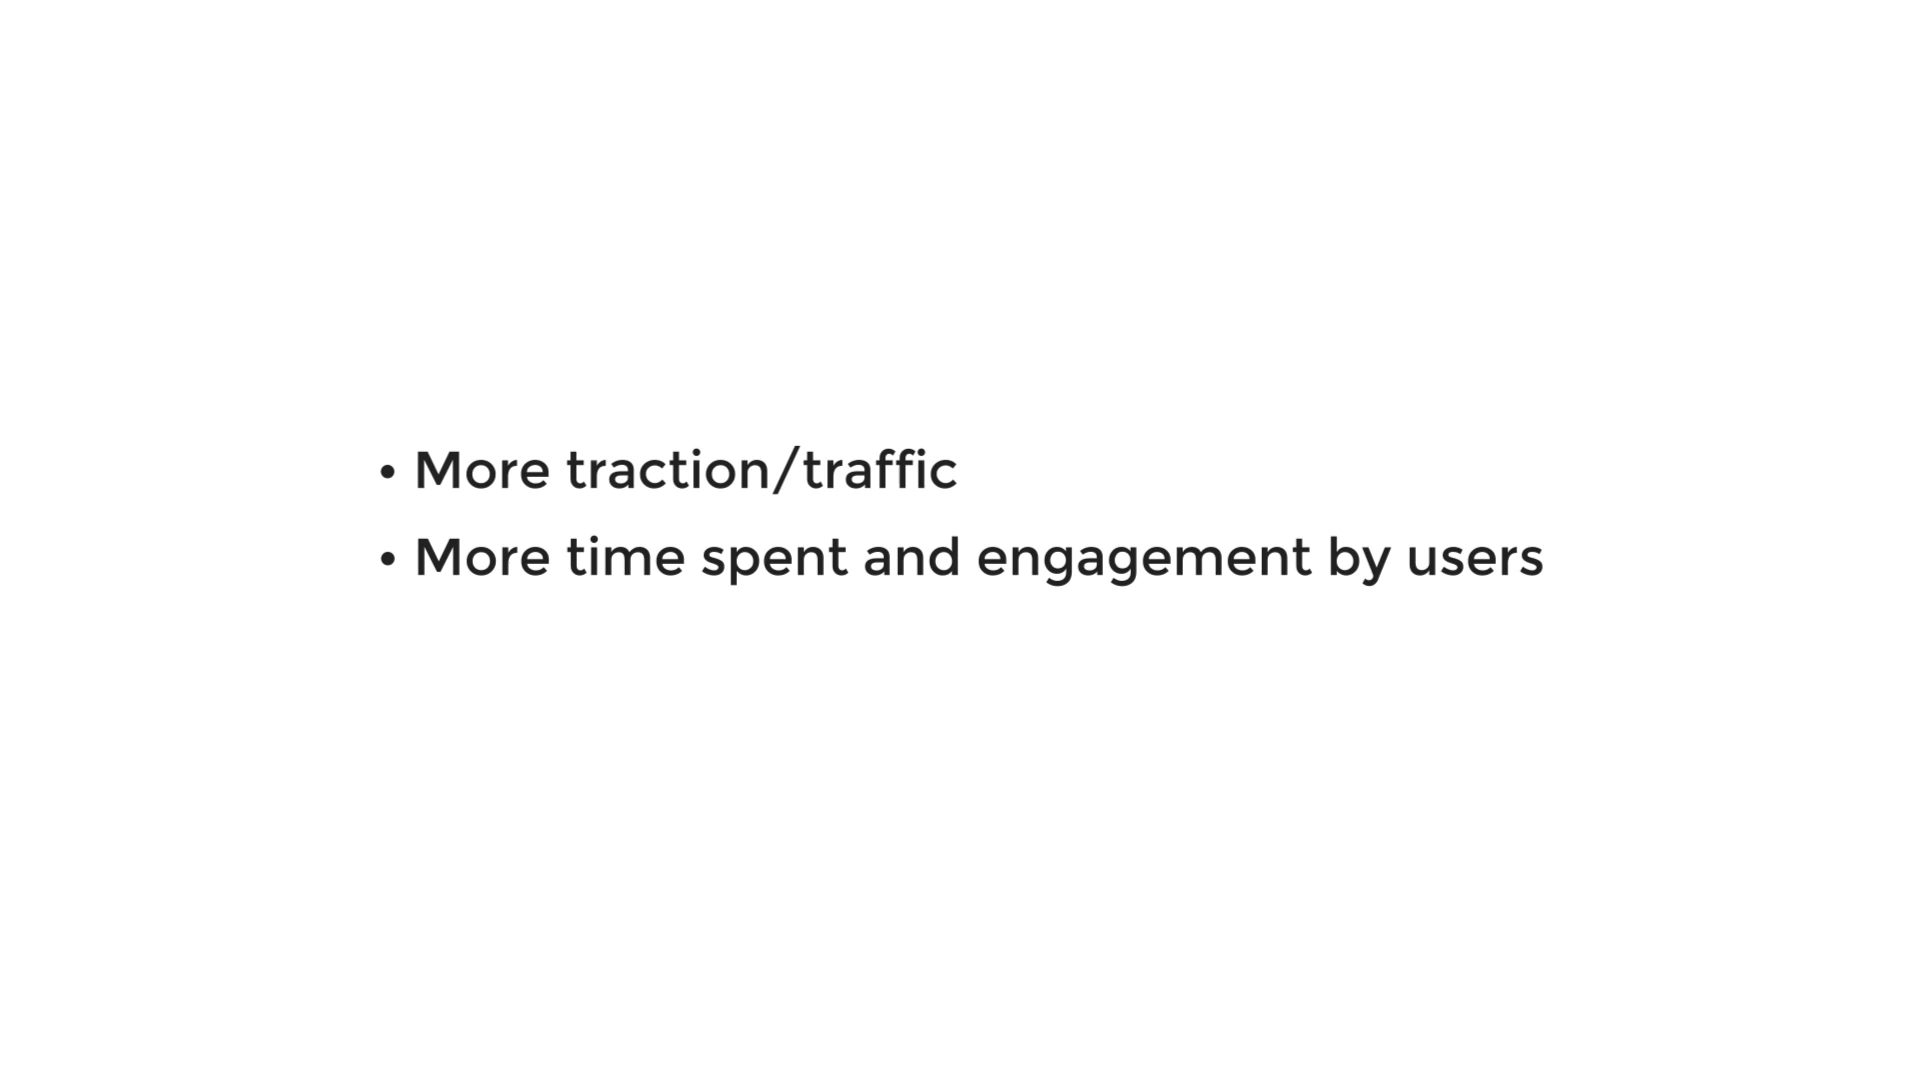 • More traction/traffic
• More time spent and engagement by users